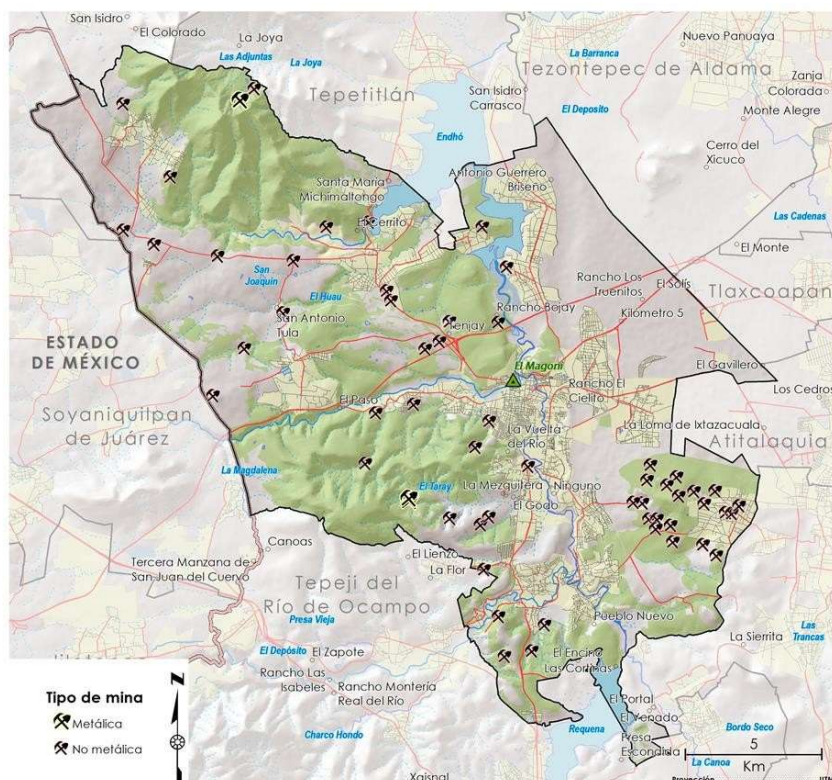 San Isidro
El Colorado
La Joya
Las Adjuntas
La Joya
Tepetitlán
San Isidro
Carrasco
La Barranca
Nuevo Panuaya
Tezontepec de Aldama
Zanja
Colorada
El Deposito
Monte Alegre
Endhó
Cerro del
Xicuco
Antonio Guerrero
Briseño
Santa María
Michimaltongo
El Cerrito
Las Cadenas
El Monte
San
Joaquín
El Huau
Rancho Los
Truenitos
El Solís
Tlaxcoapan
Rancho Bojay
Kilómetro 5
San Antonio
Tula
Tenjay
ESTADO
DE MÉXICO
El Magoni
El Gavillero
Rancho El
Cielito
Los Cedros
El Paso
Soyaniquilpan
de Juárez
La Loma de Ixtazacuala
La Vuelta
del Río
Atitalaquia
La Magdalena
El Taray
La Mezquitera
Ninguno
El Godo
Canoas
El Lienzo
La Flor
Tercera Manzana de
San Juan del Cuervo
Tepeji del
Río de Ocampo
Presa Vieja
Pueblo Nuevo
Las
Trancas
La Sierrita
El Depósito
El Zapote
El Encino
Las Cortinas
Rancho Las
Isabeles
Rancho Montería
Real del Río
El Portal
El Venado
Charco Hondo
Requena
Presa
Escondida
Bordo Seco
La Canoa
Tipo de mina
Metálica
No metálica
N
5
Km